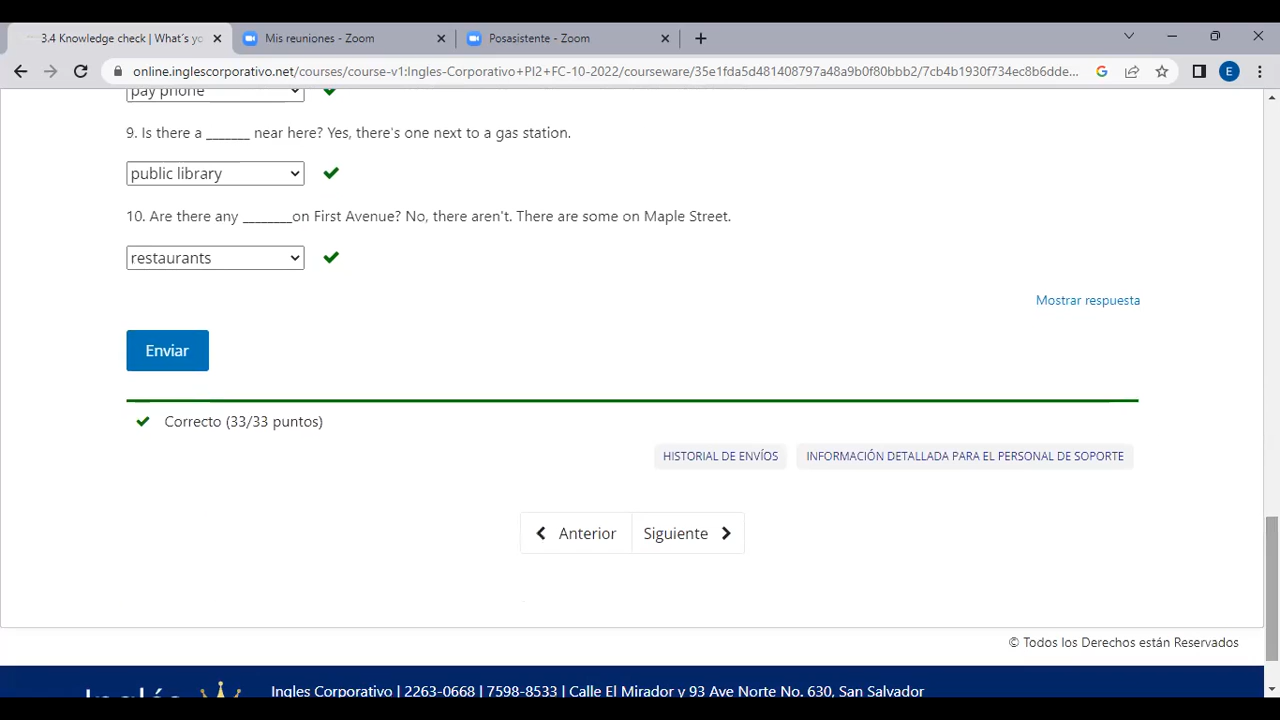 3.4 Knowledge check | What's yo
Mis reuniones - Zoom
Posasistente - Zoom
online.inglescorporativo.net/courses/course-v1:Ingles-Corporativo+PI2+FC-10-2022/courseware/35e1fda5d481408797a48a9b0f80bbb2/7cb4b1930f734ec8b6dde...
E
pay phone
9. Is there a _______ near here? Yes, there's one next to a gas station.
public library
10. Are there any ________on First Avenue? No, there aren't. There are some on Maple Street.
restaurants
Mostrar respuesta
Enviar
Correcto (33/33 puntos)
HISTORIAL DE ENVÍOS
INFORMACIÓN DETALLADA PARA EL PERSONAL DE SOPORTE
Anterior
Siguiente
© Todos los Derechos están Reservados
Inglés
Ingles Corporativo | 2263-0668 | 7598-8533 | Calle El Mirador y 93 Ave Norte No. 630, San Salvador